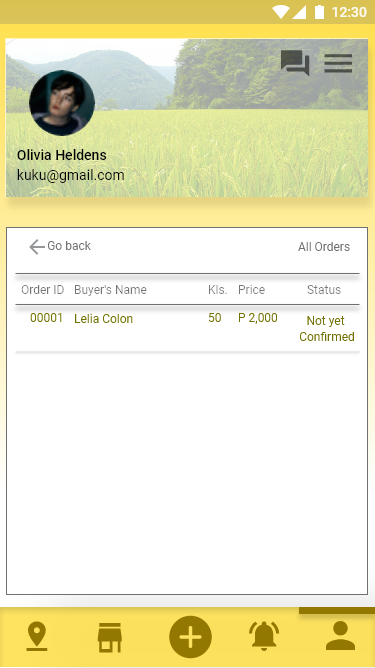 12:30
Olivia Heldens
kuku@gmail.com
Go back All Orders
Order ID Buyer's Name Kls. Price Status
00001 Lelia Colon 50 P 2,000 Not yet
Confirmed